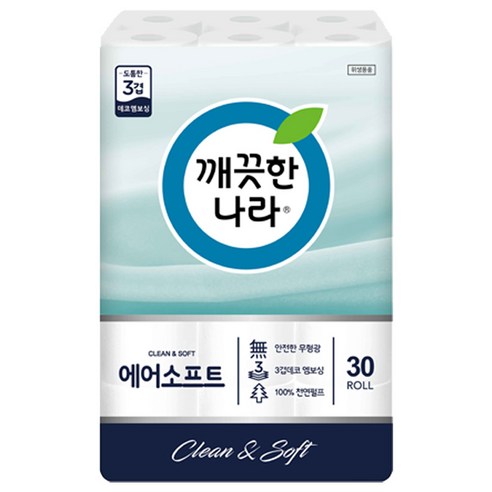 도톰한
3겹
데코 엠보싱
위생용품
깨끗한
나라®
CLEAN & SOFT
에어소프트
無 안전한 무형광
3 3겹데코 엠보싱
100% 천연펄프
30
ROLL
Clean & Soft